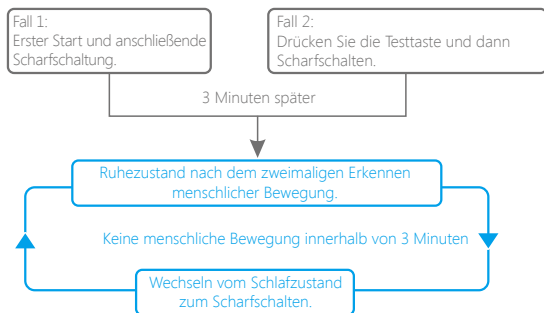 Fall 1:
Erster Start und anschließende
Scharfschaltung.
Fall 2:
Drücken Sie die Testtaste und dann
Scharfschalten.
3 Minuten später
Ruhezustand nach dem zweimaligen Erkennen
menschlicher Bewegung.
Keine menschliche Bewegung innerhalb von 3 Minuten
Wechseln vom Schlafzustand
zum Scharfschalten.